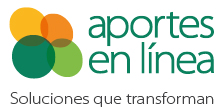 aportes
en línea
Soluciones que transforman